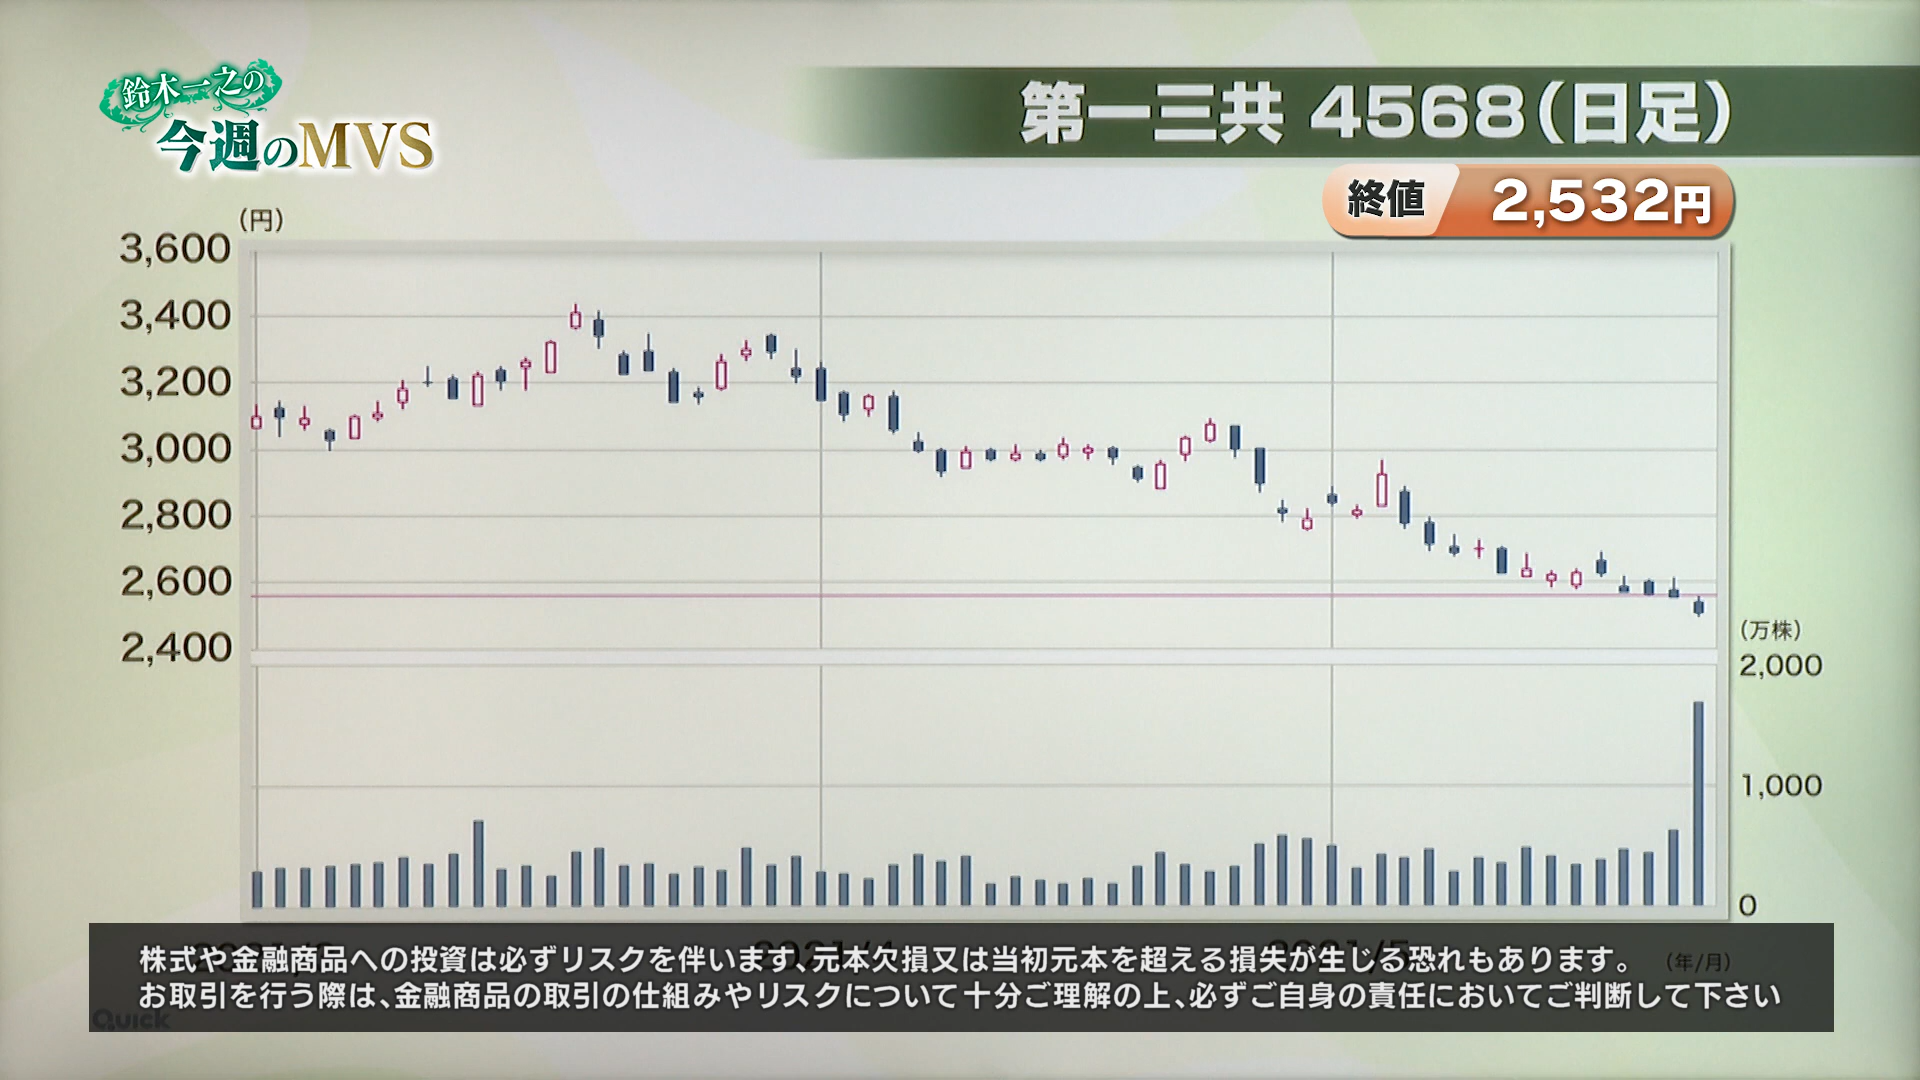 鈴木一之の
今週のMVS
第一三共 4568(日足)
終値 2,532円
(円)
3,600
3,400
3,200
3,000
2,800
2,600
2,400
(万株)
2,000
1,000
0
2021/4
2021/5
(年/月)
株式や金融商品への投資は必ずリスクを伴います。元本欠損又は当初元本を超える損失が生じる恐れもあります。
お取引を行う際は、金融商品の取引の仕組みやリスクについて十分ご理解の上、必ずご自身の責任においてご判断して下さい
Quick